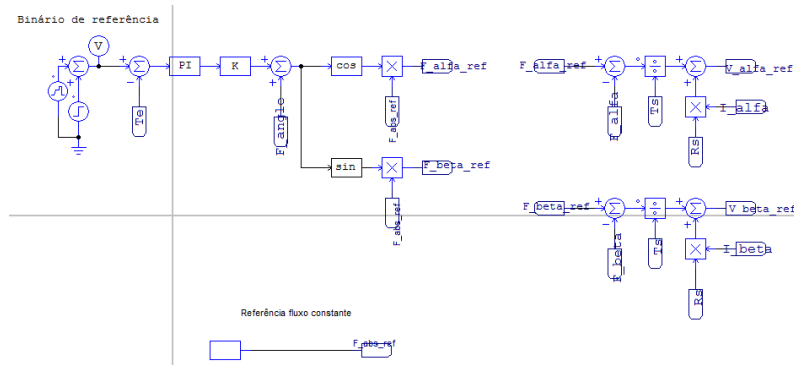 Binário de referência
V
PI
K
cos
F_alfa_ref
Te
F_angle
F_abs_ref
sin
F_beta_ref
F_abs_ref
F_alfa_ref
V_alfa_ref
F_alfa
Ts
I_alfa
Rs
F_beta_ref
V_beta_ref
F_beta
Ts
I_beta
Rs
Referência fluxo constante
F_abs_ref